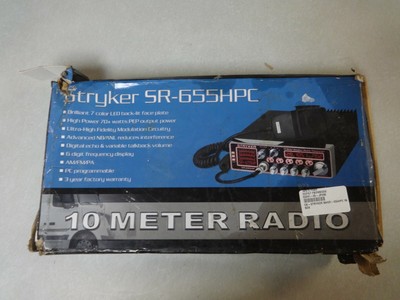 Stryker SR-655HPC
Brilliant 7 color LED back-lit face plate
High Power 70+ watts PEP output power
Ultra-High-Fidelity Modulation Circuitry
Advanced NB/ANL reduces interference
Digital echo & variable talkback volume
6 digit frequency display
AM/FM/PA
PC programmable
3 year factory warranty
10 METER RADIO